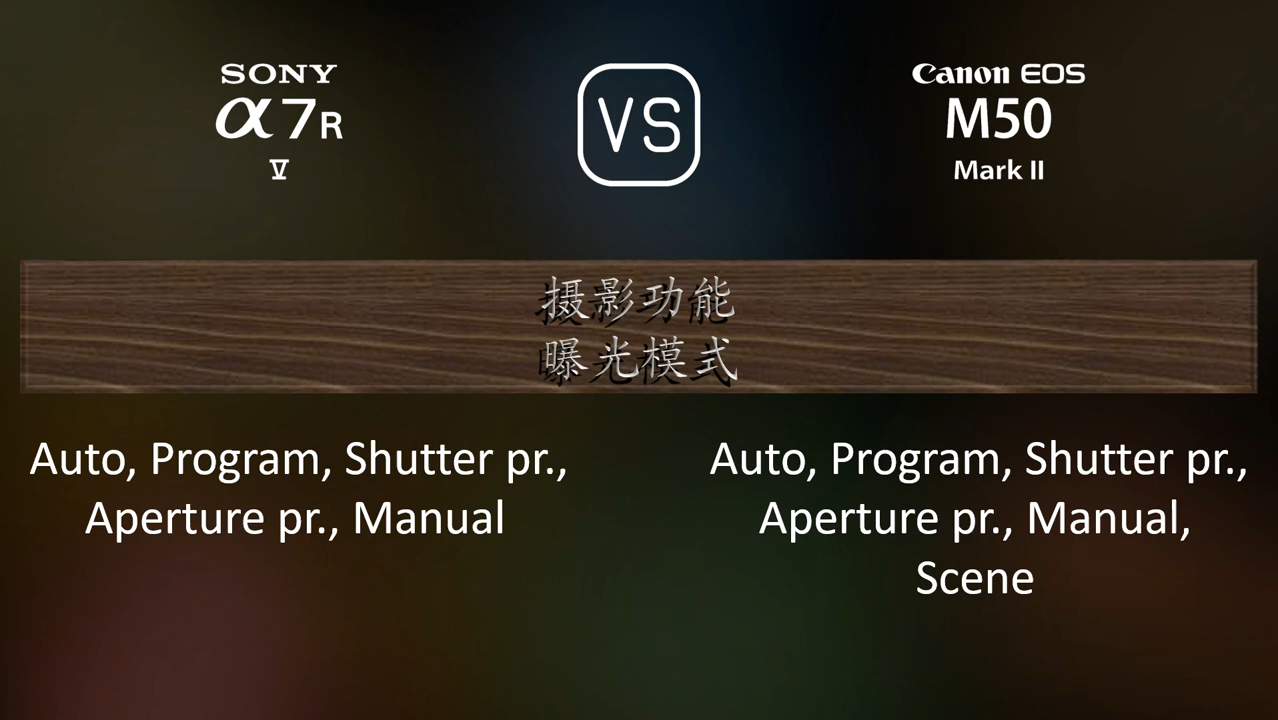 SONY
α7R
V
VS
Canon EOS
M50
Mark II
摄影功能
曝光模式
Auto, Program, Shutter pr.,
Aperture pr., Manual
Auto, Program, Shutter pr.,
Aperture pr., Manual,
Scene